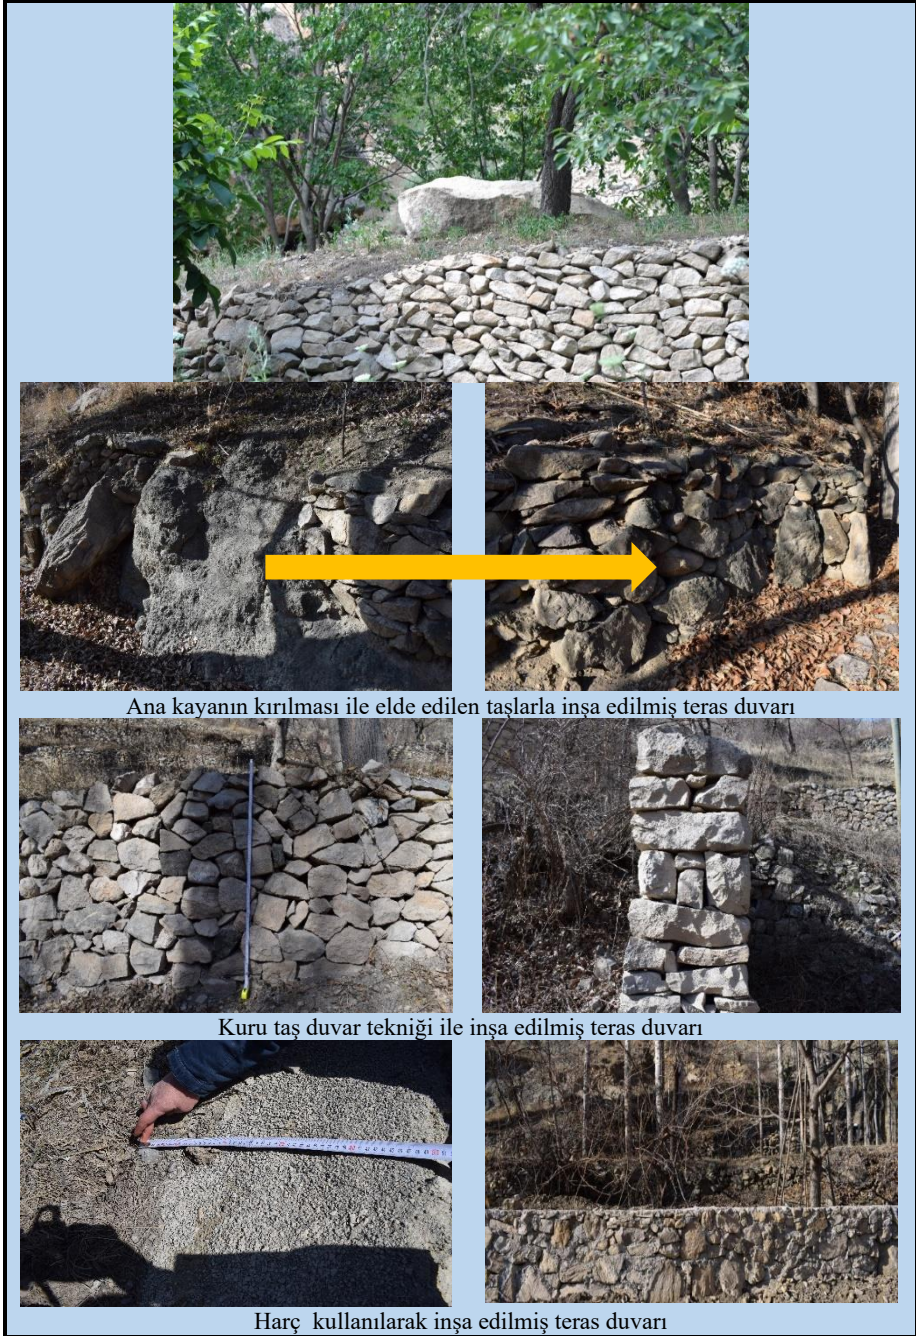 Ana kayanın kırılması ile elde edilen taşlarla inşa edilmiş teras duvarı
Kuru taş duvar tekniği ile inşa edilmiş teras duvarı
Harç  kullanılarak inşa edilmiş teras duvarı